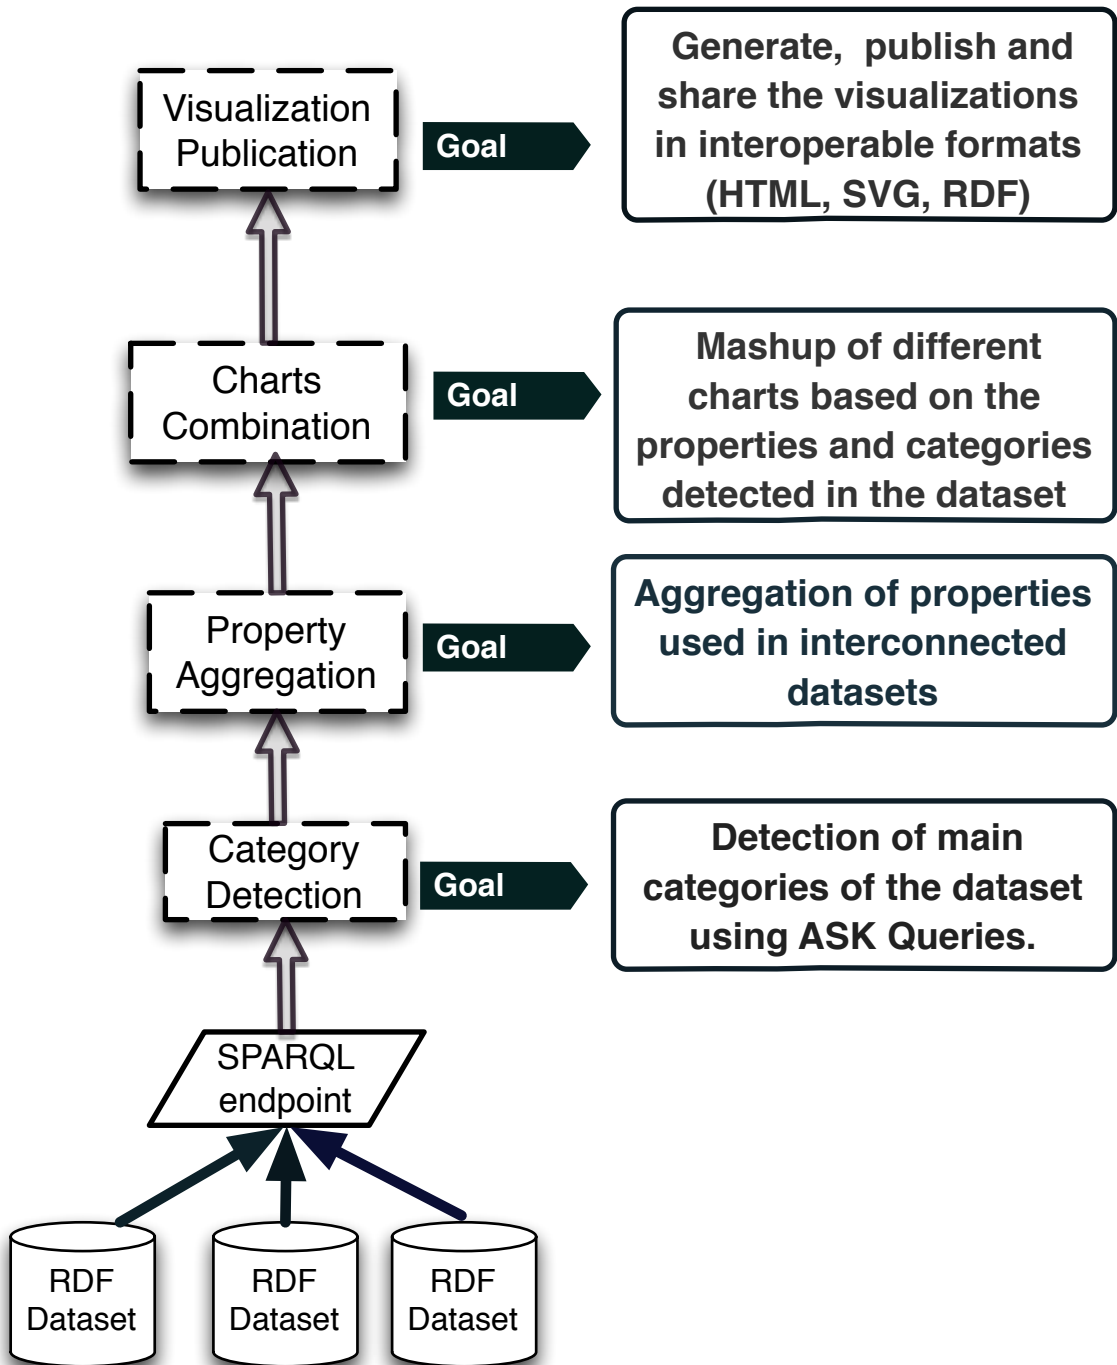 Visualization
Publication
Goal
Generate, publish and
share the visualizations
in interoperable formats
(HTML, SVG, RDF)
Charts
Combination
Goal
Mashup of different
charts based on the
properties and categories
detected in the dataset
Property
Aggregation
Goal
Aggregation of properties
used in interconnected
datasets
Category
Detection
Goal
Detection of main
categories of the dataset
using ASK Queries.
SPARQL
endpoint
RDF
Dataset
RDF
Dataset
RDF
Dataset